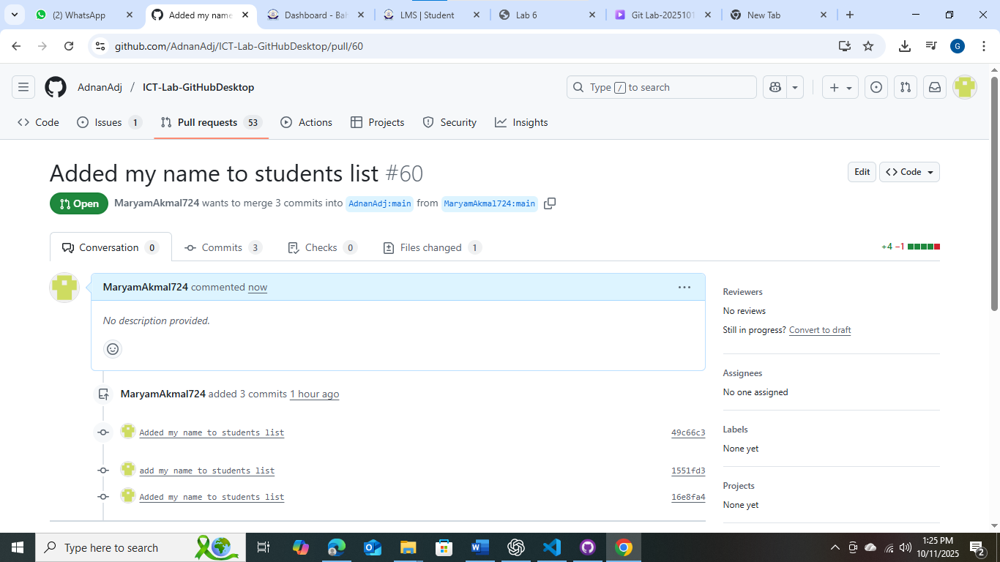 (2) WhatsApp
Added my name
Dashboard - Bah
LMS | Student
Lab 6
Git Lab-2025101
New Tab
github.com/AdnanAdj/ICT-Lab-GitHubDesktop/pull/60
G
AdnanAdj / ICT-Lab-GitHubDesktop
Type / to search
Code
Issues 1
Pull requests 53
Actions
Projects
Security
Insights
Added my name to students list #60
Edit
Code
Open
MaryamAkmal724 wants to merge 3 commits into AdnanAdj:main from MaryamAkmal724:main
Conversation 0
Commits 3
Checks 0
Files changed 1
+4 −1
MaryamAkmal724 commented now
No description provided.
MaryamAkmal724 added 3 commits 1 hour ago
Added my name to students list 49c66c3
add my name to students list 1551fd3
Added my name to students list 16e8fa4
Reviewers
No reviews
Still in progress? Convert to draft
Assignees
No one assigned
Labels
None yet
Projects
None yet
Type here to search
1:25 PM
10/11/2025
2